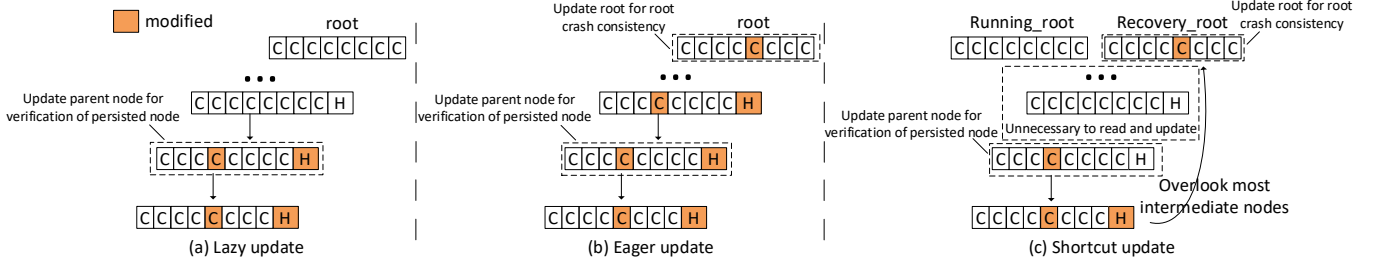 modified
root
C C C C C C C C
...
C C C C C C C C H
Update parent node for
verification of persisted node
C C C C C C C C H
C C C C C C C C H
(a) Lazy update
Update root for root
crash consistency
root
C C C C C C C C
...
C C C C C C C C H
Update parent node for
verification of persisted node
C C C C C C C C H
C C C C C C C C H
(b) Eager update
Update root for root
crash consistency
Running_root
Recovery_root
C C C C C C C C
C C C C C C C C
...
C C C C C C C C H
Unnecessary to read and update
Update parent node for
verification of persisted node
C C C C C C C C H
Overlook most
intermediate nodes
C C C C C C C C H
(c) Shortcut update